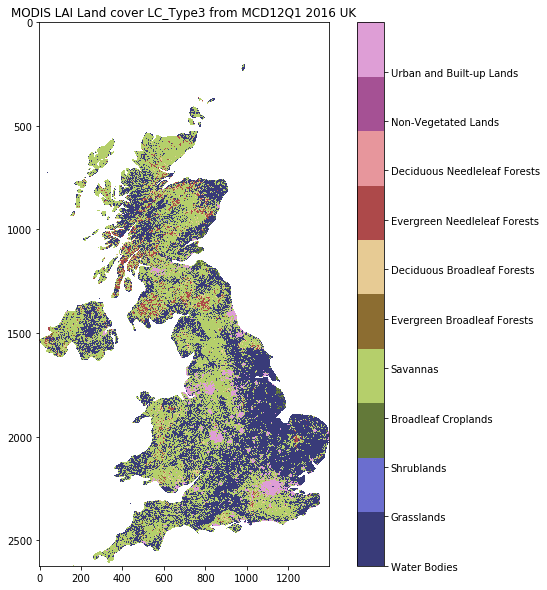 MODIS LAI Land cover LC_Type3 from MCD12Q1 2016 UK
0
500
1000
1500
2000
2500
0
200
400
600
800
1000
1200
Urban and Built-up Lands
Non-Vegetated Lands
Deciduous Needleleaf Forests
Evergreen Needleleaf Forests
Deciduous Broadleaf Forests
Evergreen Broadleaf Forests
Savannas
Broadleaf Croplands
Shrublands
Grasslands
Water Bodies